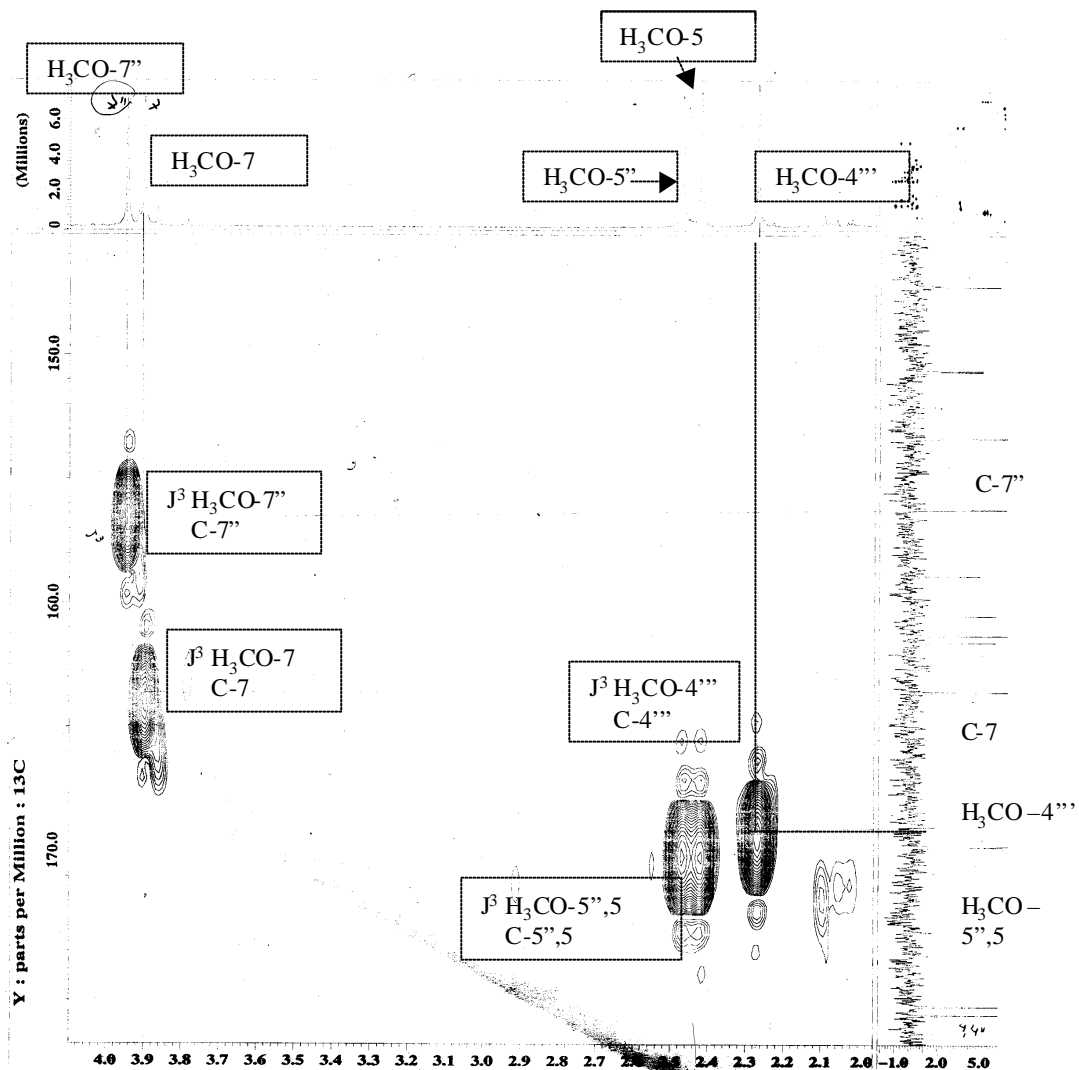 H₃CO-5
H₃CO-7”
H₃CO-7
H₃CO-5”
H₃CO-4”’
(Millions)
6.0
4.0
2.0
0
150.0
160.0
170.0
Y : parts per Million : 13C
J³ H₃CO-7”
C-7”
J³ H₃CO-7
C-7
J³ H₃CO-4”’
C-4”’
J³ H₃CO-5”,5
C-5”,5
J³
C-7”
C-7
H₃CO–4”’
H₃CO–
5”,5
4.0 3.9 3.8 3.7 3.6 3.5 3.4 3.3 3.2 3.1 3.0 2.9 2.8 2.7 2.4 2.3 2.2 2.1 2.0 -1.0 2.0 5.0